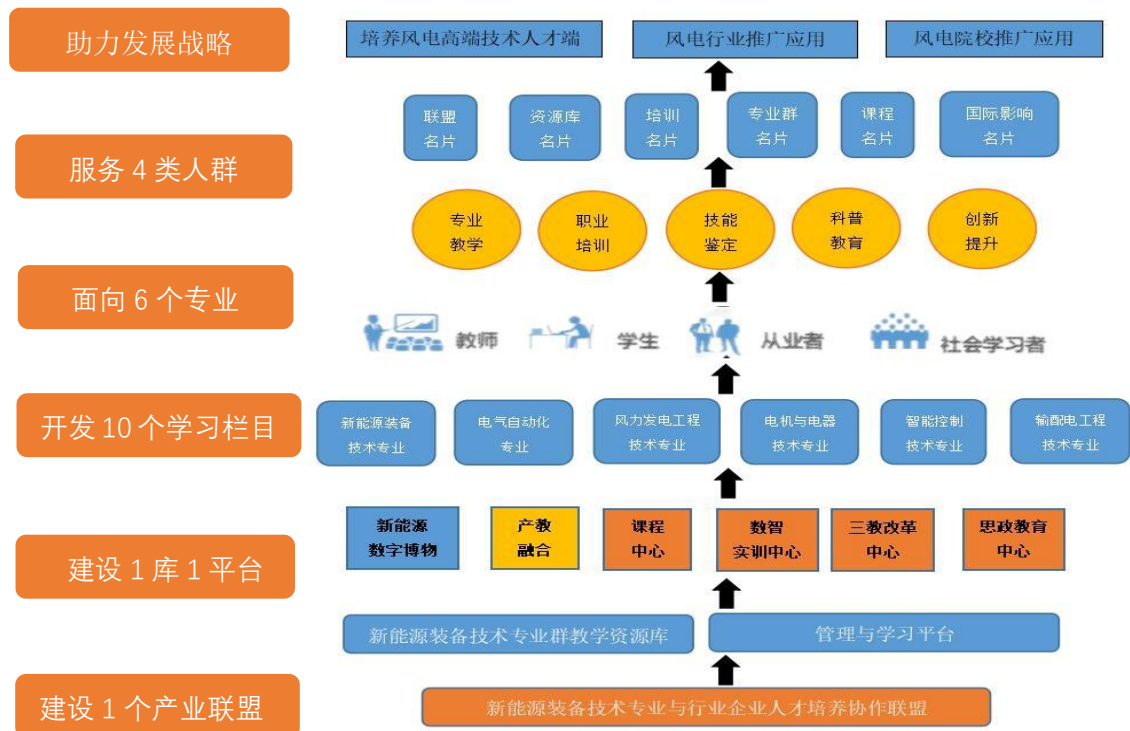 助力发展战略
培养风电高端技术人才端
风电行业推广应用
风电院校推广应用
联盟
名片
资源库
名片
培训
名片
专业群
名片
课程
名片
国际影响
名片
服务 4 类人群
专业
教学
职业
培训
技能
鉴定
科普
教育
创新
提升
面向 6 个专业
教师
学生
从业者
社会学习者
开发 10 个学习栏目
新能源装备
技术专业
电气自动化
专业
风力发电工程
技术专业
电机与电器
技术专业
智能控制
技术专业
输配电工程
技术专业
新能源
数字博物
产教
融合
课程
中心
数智
实训中心
三教改革
中心
思政教育
中心
建设 1 库 1 平台
新能源装备技术专业群教学资源库
管理与学习平台
建设 1 个产业联盟
新能源装备技术专业与行业企业人才培养协作联盟